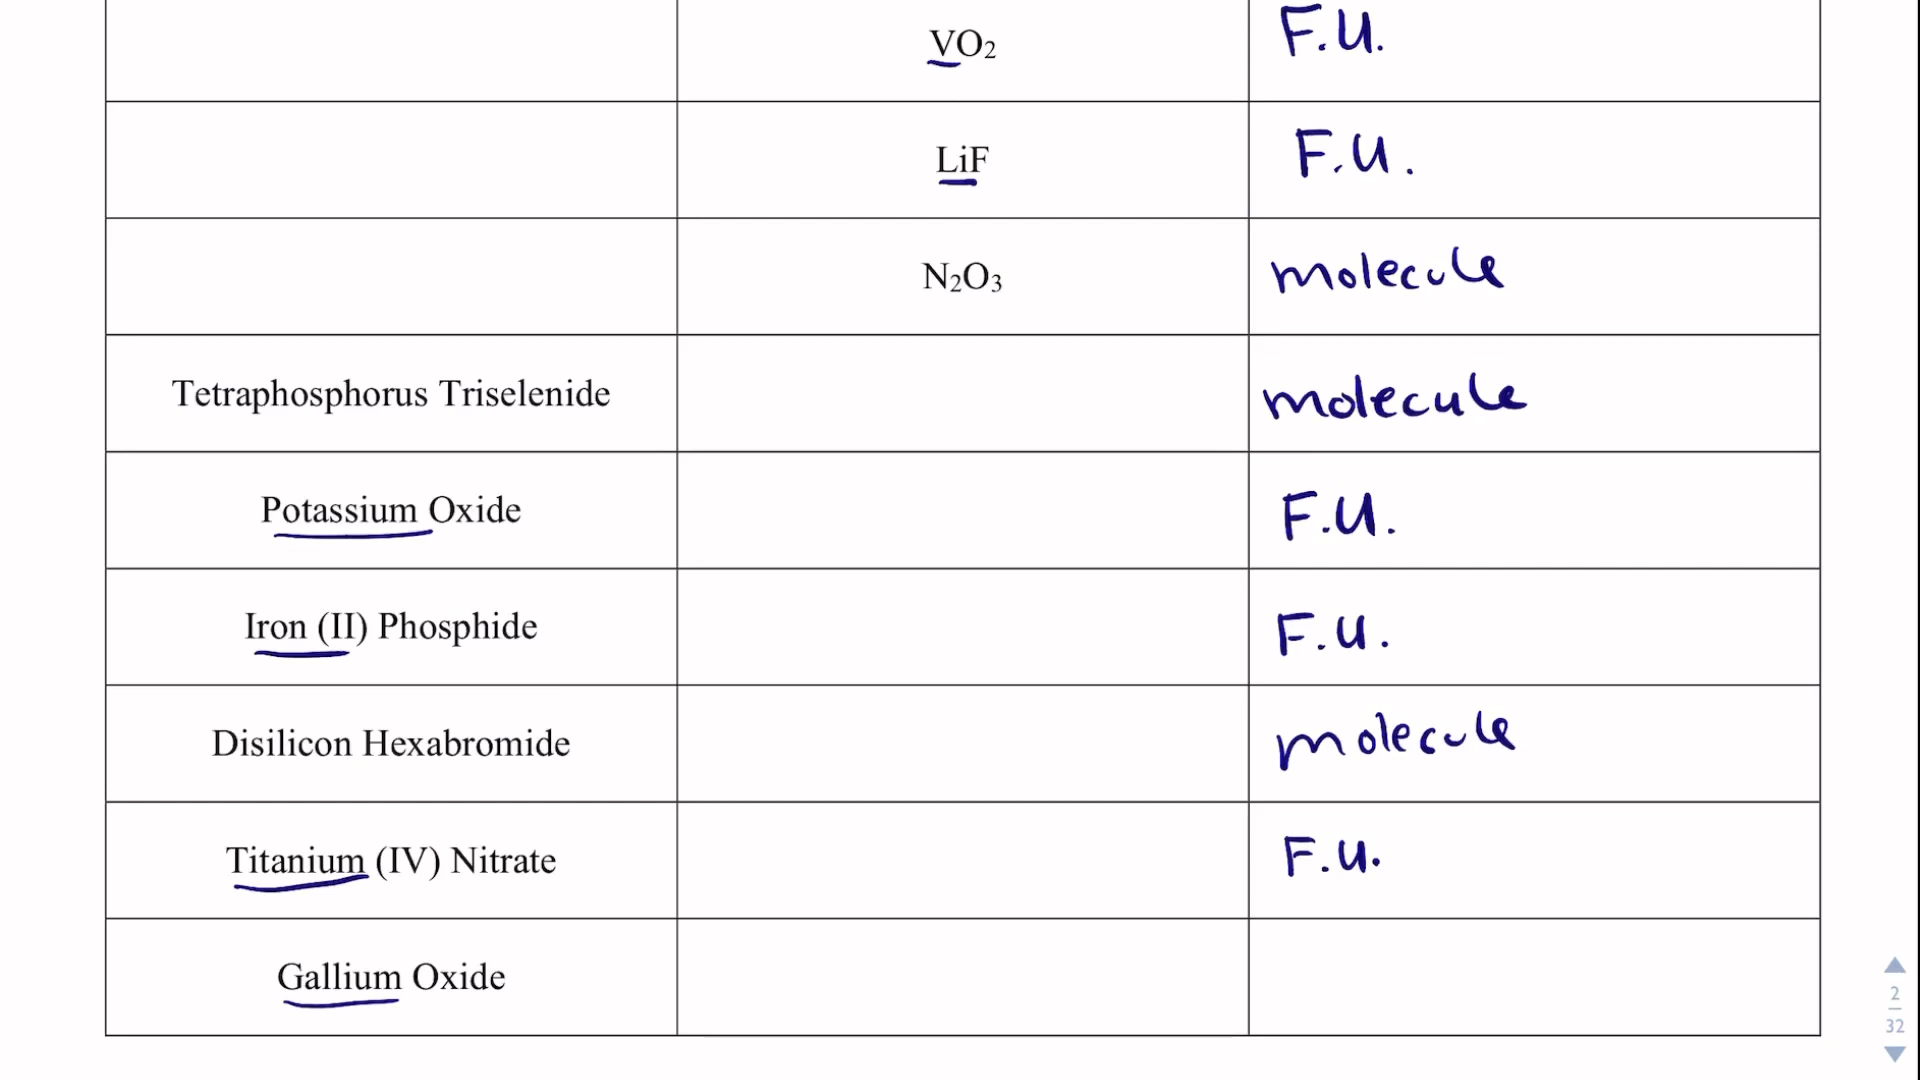 VO₂ F.U.
LiF F.U.
N₂O₃ molecule
Tetraphosphorus Triselenide molecule
Potassium Oxide F.U.
Iron (II) Phosphide F.U.
Disilicon Hexabromide molecule
Titanium (IV) Nitrate F.U.
Gallium Oxide
2
32